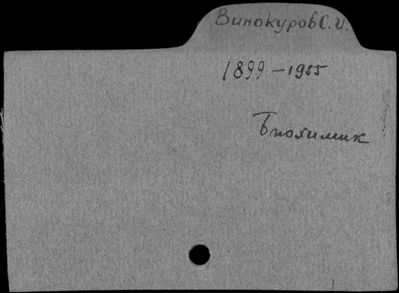 Винокуров С. И.
1899 – 1955
Биохимик